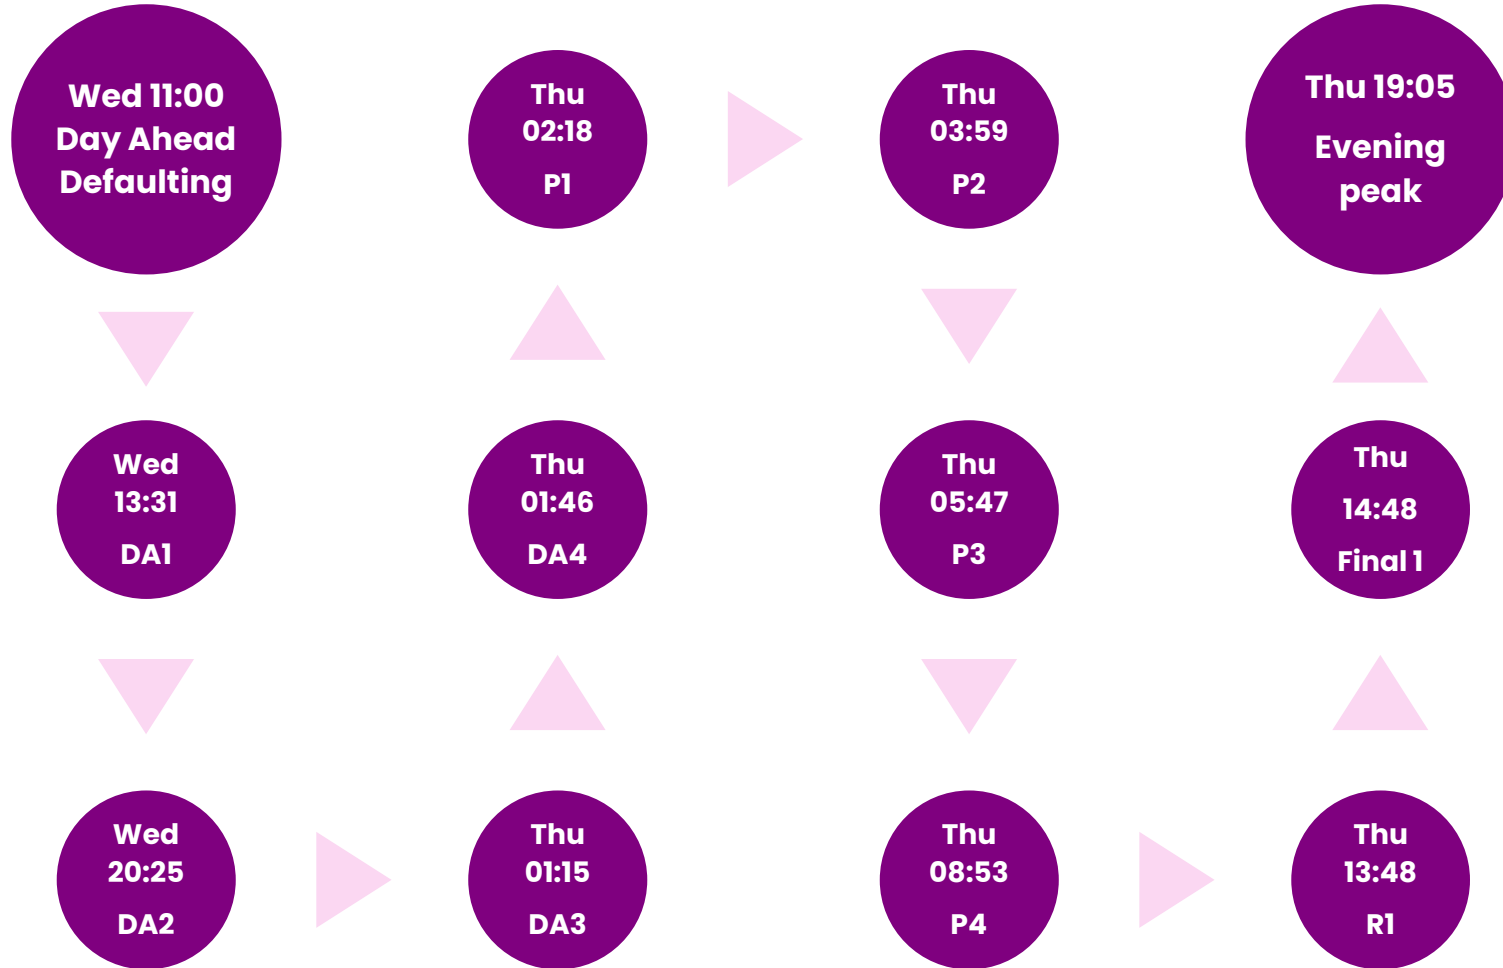 Wed 11:00
Day Ahead
Defaulting
Wed
13:31
DA1
Wed
20:25
DA2
Thu
01:15
DA3
Thu
01:46
DA4
Thu
02:18
P1
Thu
03:59
P2
Thu
05:47
P3
Thu
08:53
P4
Thu
13:48
R1
Thu
14:48
Final 1
Thu 19:05
Evening
peak